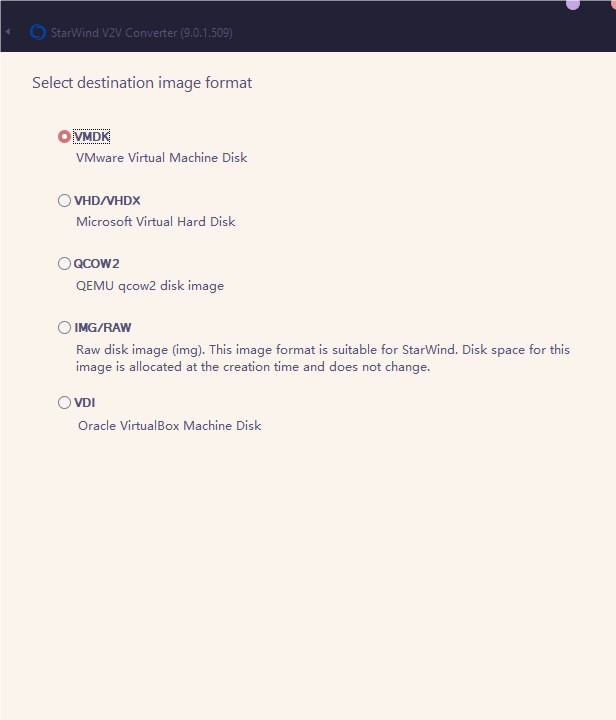 StarWind V2V Converter (9.0.1.509)
Select destination image format
VMDK
VMware Virtual Machine Disk
VHD/VHDX
Microsoft Virtual Hard Disk
QCOW2
QEMU qcow2 disk image
IMG/RAW
Raw disk image (img). This image format is suitable for StarWind. Disk space for this
image is allocated at the creation time and does not change.
VDI
Oracle VirtualBox Machine Disk